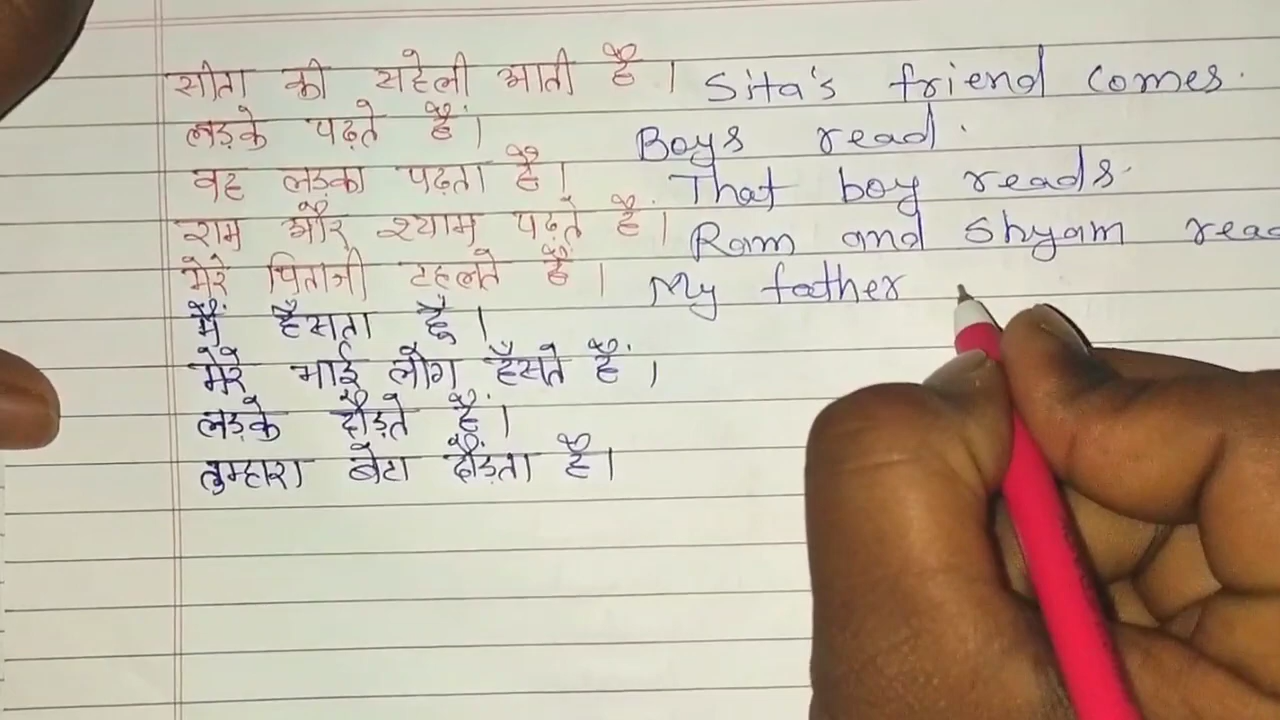 सीता की सहेली आती है । Sita's friend comes.
लड़के पढ़ते हैं । Boys read.
वह लड़का पढ़ता है । That boy reads.
राम और श्याम पढ़ते हैं । Ram and Shyam read
मेरे पिताजी टहलते हैं । My father
मैं हँसता हूँ ।
मेरे भाई लोग हँसते हैं ।
लड़के दौड़ते हैं ।
तुम्हारा बेटा दौड़ता है ।